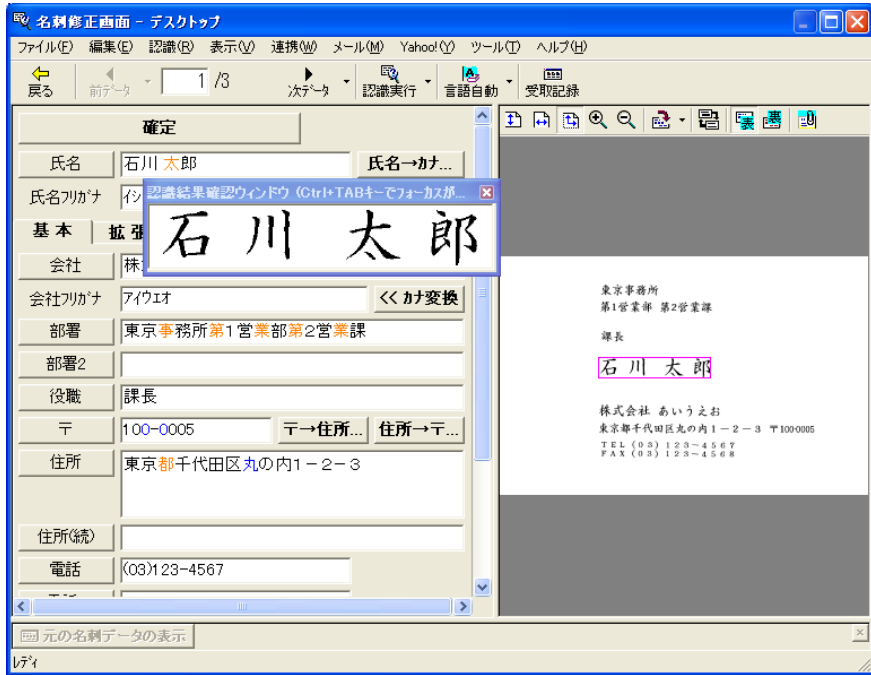 名刺修正画面 - デスクトップ
ファイル(F) 編集(E) 認識(R) 表示(V) 連携(W) メール(M) Yahoo!(Y) ツール(T) ヘルプ(H)
戻る 前データ 1 /3 次データ 認識実行 言語自動 受取記録
確定
氏名 石川 太郎 氏名→カナ...
氏名フリガナ イシ
認識結果確認ウィンドウ (Ctrl+TABキーでフォーカスが...
石川 太郎
基本 拡張
会社 株
会社フリガナ アイウエオ << カナ変換
部署 東京事務所第1営業部第2営業課
部署2
役職 課長
〒 100-0005 〒→住所... 住所→〒...
住所 東京都千代田区丸の内1-2-3
住所(続)
電話 (03)123-4567
東京事務所
第1営業部 第2営業課
課長
石川 太郎
株式会社 あいうえお
東京都千代田区丸の内1-2-3 〒100-0005
TEL (03) 123-4567
FAX (03) 123-4568
元の名刺データの表示
レディ